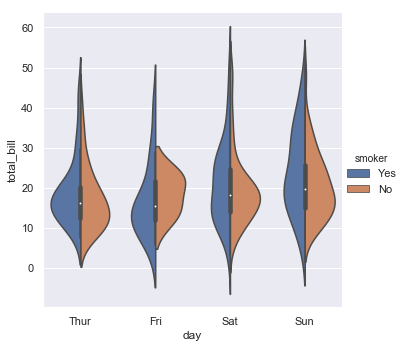 60
50
40
30
20
10
0
total_bill
Thur Fri Sat Sun
day
smoker
Yes
No